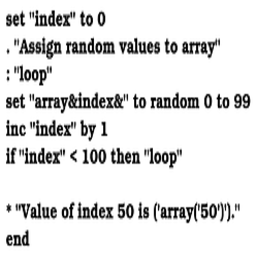 set "index" to 0
. "Assign random values to array"
: "loop"
set "array&index&" to random 0 to 99
inc "index" by 1
if "index" < 100 then "loop"
* "Value of index 50 is ('array('50')')."
end